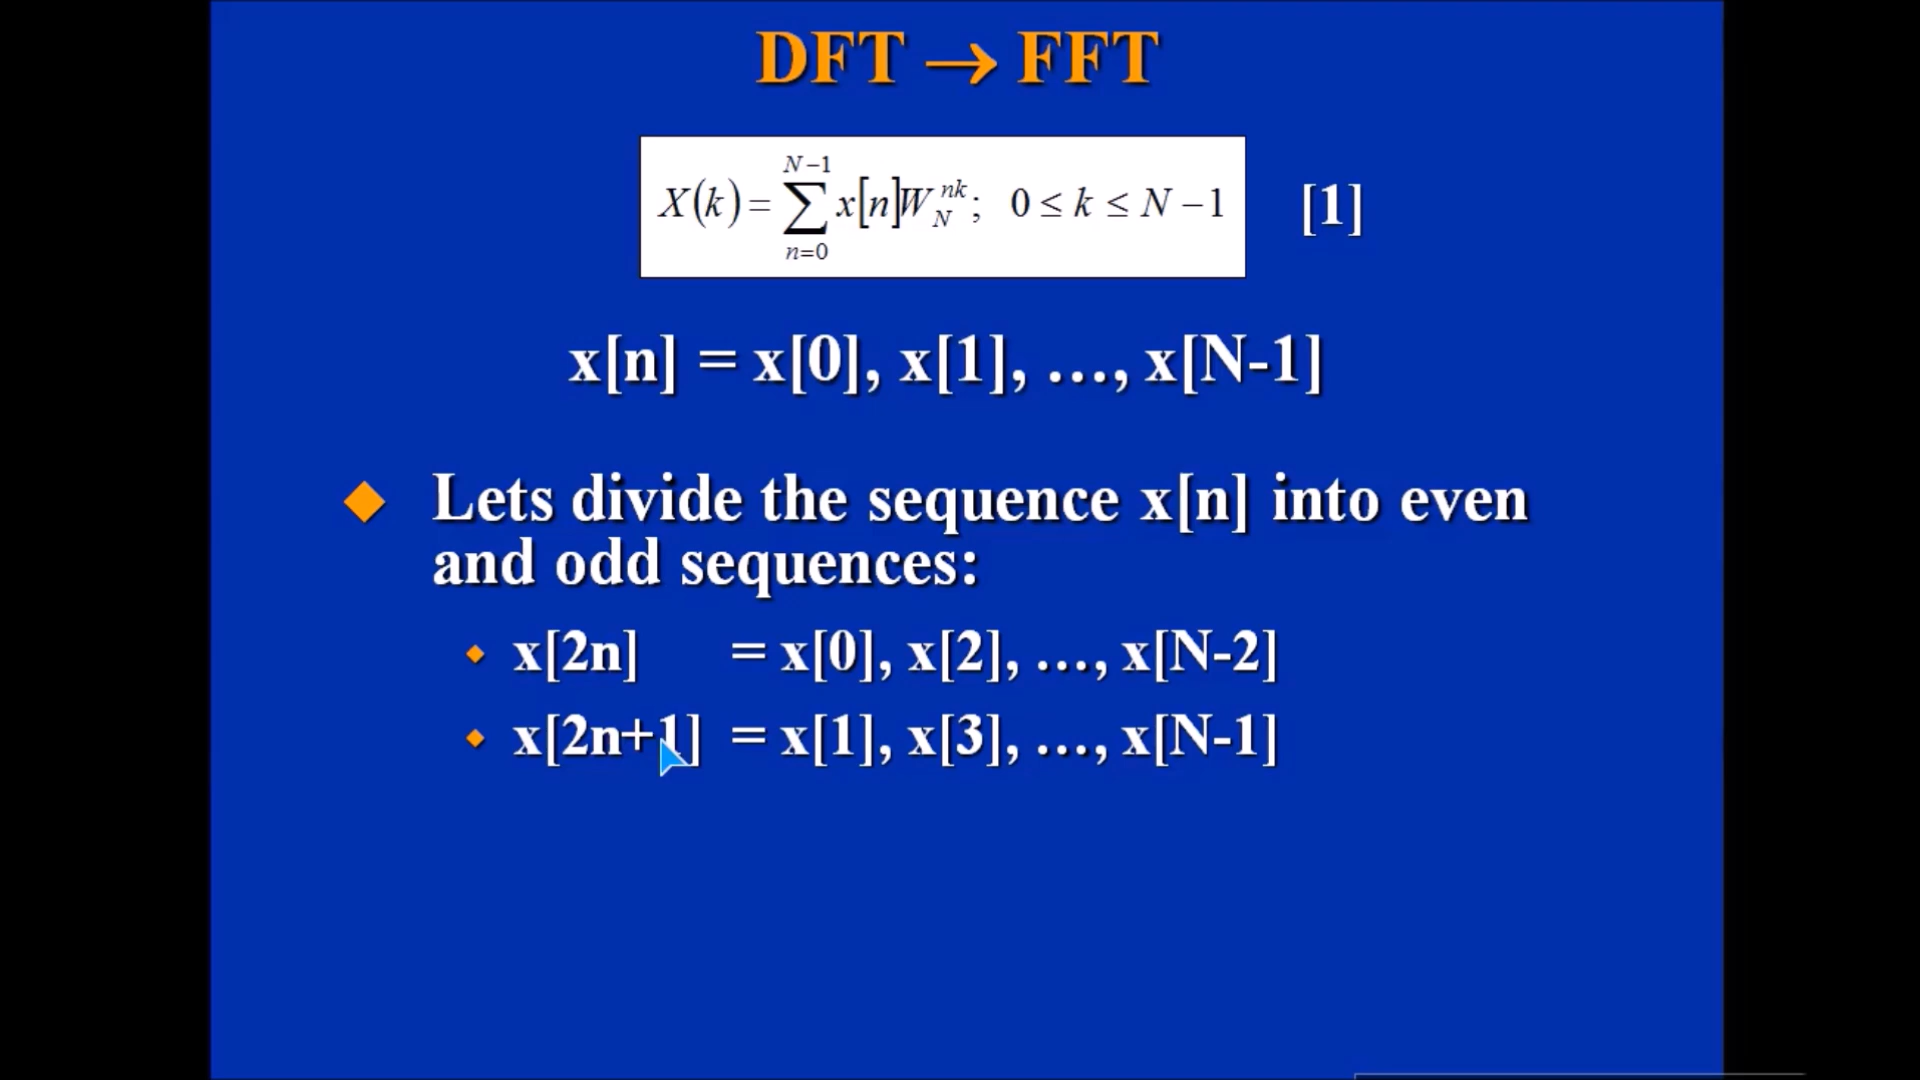 DFT → FFT
X(k) = \sum_{n=0}^{N-1} x[n] W_N^{nk} ; 0 ≤ k ≤ N − 1 [1]
x[n] = x[0], x[1], …, x[N-1]
Lets divide the sequence x[n] into even
and odd sequences:
x[2n] = x[0], x[2], …, x[N-2]
x[2n+1] = x[1], x[3], …, x[N-1]